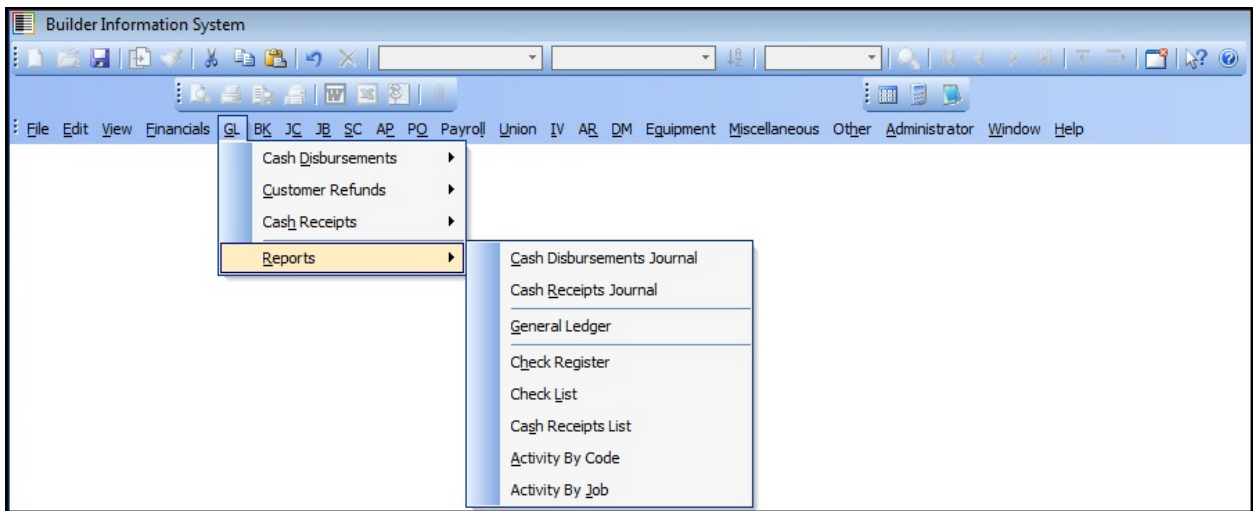 Builder Information System
File Edit View Financials GL BK JC JB SC AP PO Payroll Union IV AR DM Equipment Miscellaneous Other Administrator Window Help
Cash Disbursements
Customer Refunds
Cash Receipts
Reports
Cash Disbursements Journal
Cash Receipts Journal
General Ledger
Check Register
Check List
Cash Receipts List
Activity By Code
Activity By Job